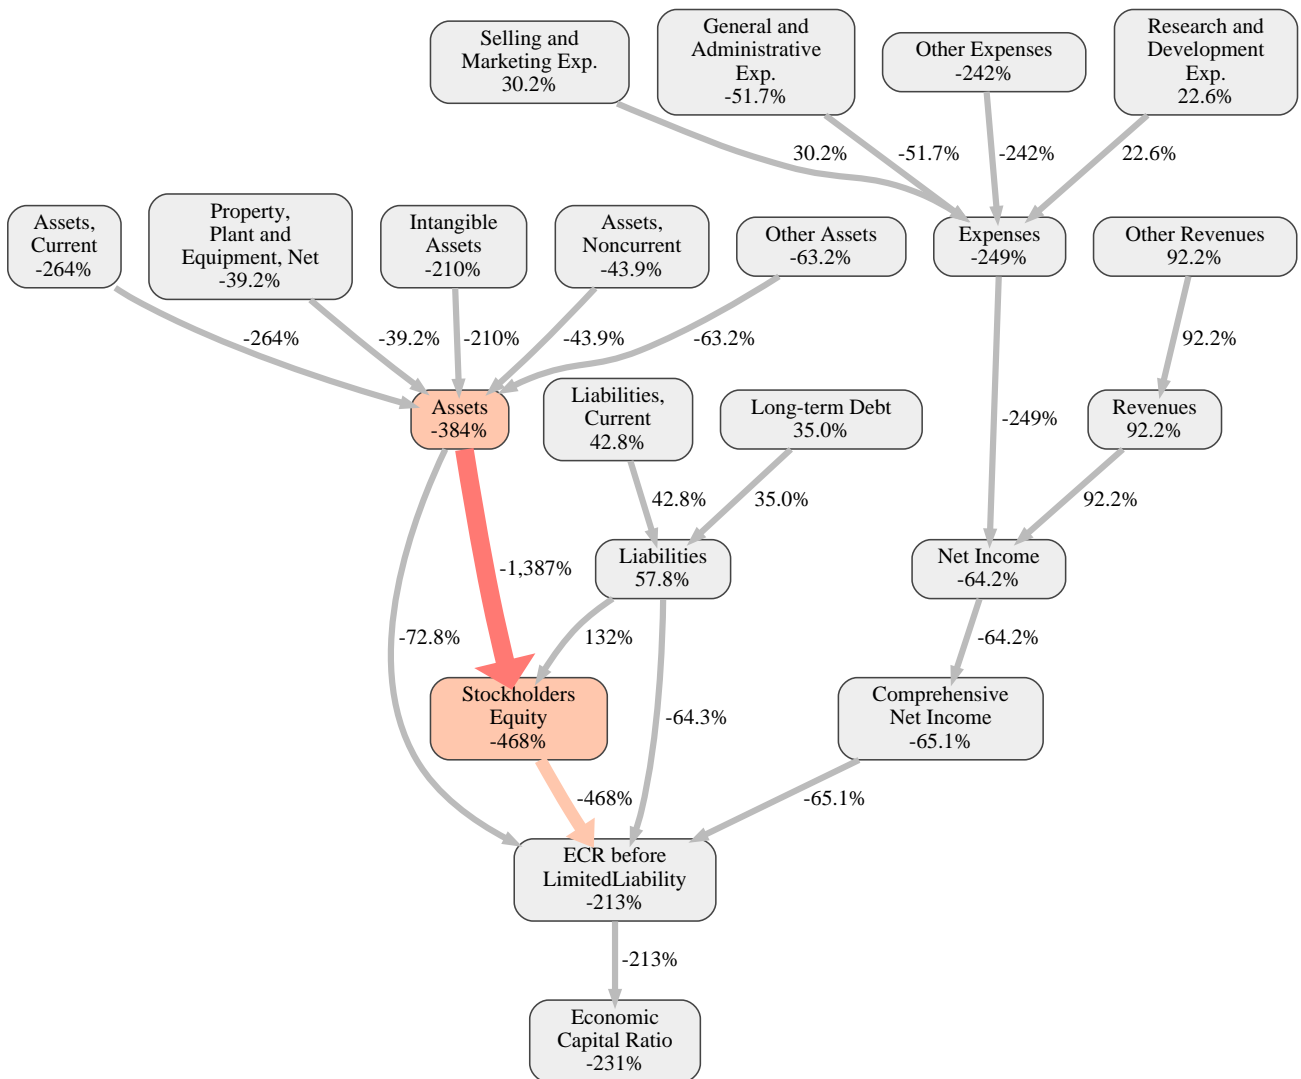 Selling and
Marketing Exp.
30.2%
General and
Administrative
Exp.
-51.7%
Other Expenses
-242%
Research and
Development
Exp.
22.6%
30.2%
-51.7%
-242%
22.6%
Assets,
Current
-264%
Property,
Plant and
Equipment, Net
-39.2%
Intangible
Assets
-210%
Assets,
Noncurrent
-43.9%
Other Assets
-63.2%
Expenses
-249%
Other Revenues
92.2%
-264%
-39.2%
-210%
-43.9%
-63.2%
92.2%
Assets
-384%
Liabilities,
Current
42.8%
Long-term Debt
35.0%
-249%
Revenues
92.2%
42.8%
35.0%
92.2%
-1,387%
Liabilities
57.8%
Net Income
-64.2%
-72.8%
132%
-64.2%
Stockholders
Equity
-468%
-64.3%
Comprehensive
Net Income
-65.1%
-468%
-65.1%
ECR before
LimitedLiability
-213%
-213%
Economic
Capital Ratio
-231%